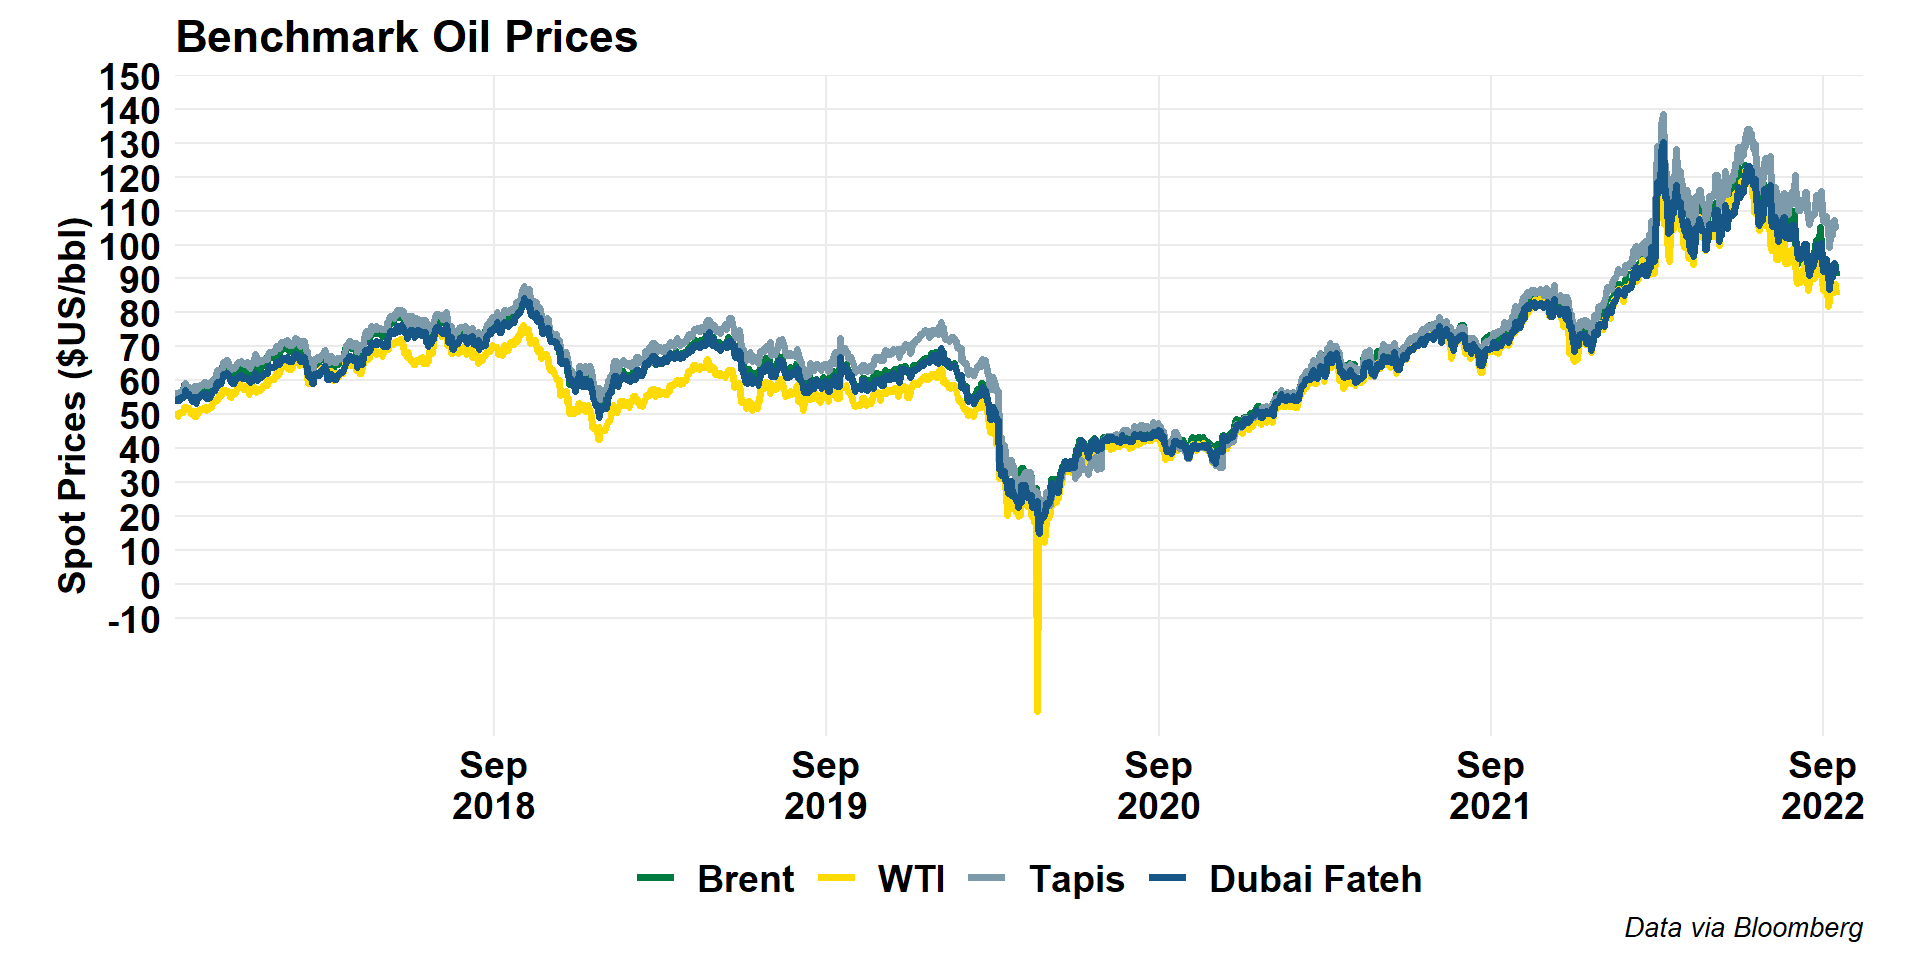 Benchmark Oil Prices
Spot Prices ($US/bbl)
150
140
130
120
110
100
90
80
70
60
50
40
30
20
10
0
-10
Sep 2018
Sep 2019
Sep 2020
Sep 2021
Sep 2022
Brent WTI Tapis Dubai Fateh
Data via Bloomberg